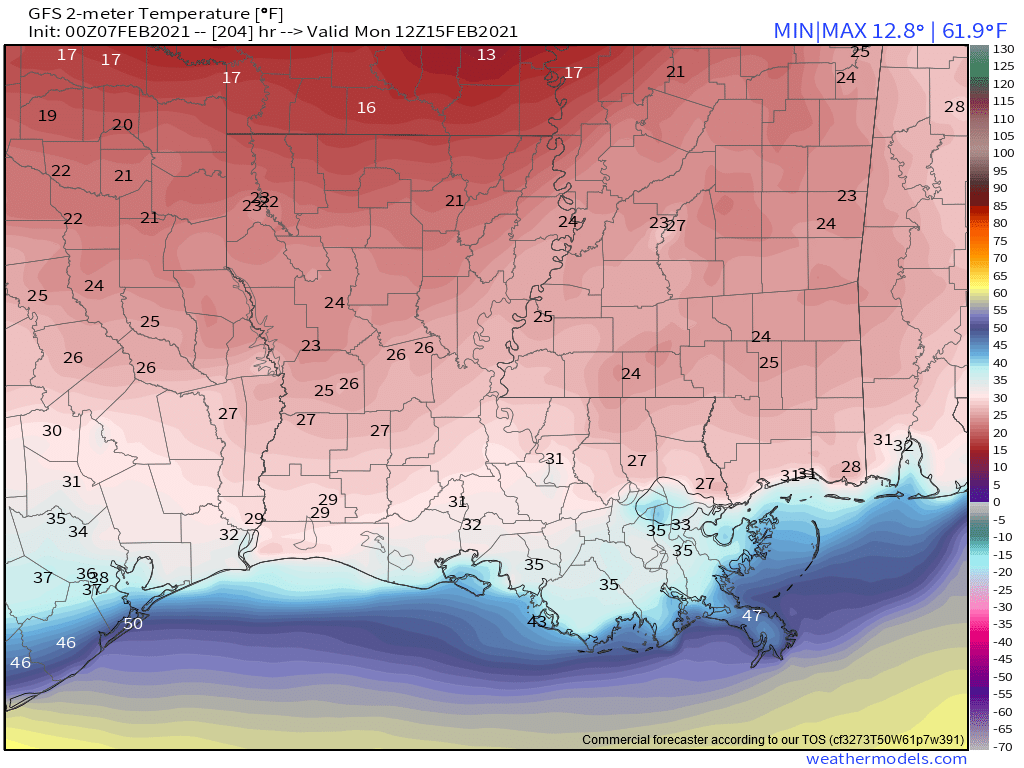 GFS 2-meter Temperature [°F]
Init: 00Z07FEB2021 -- [204] hr --> Valid Mon 12Z15FEB2021
MIN|MAX 12.8° | 61.9°F
17 17 17 13 17 21 25 24
16 28
19 20
22 21
22 21 23 23 22 21 24 23 27 23 24
25 24 24 25
25 23 24
26 26 26 26 24 25
25 26
27 27 27
30 31 27 31 32
31 27 31 31 28
29 29 31
35 34 32 29 32 35 33
35
37 36 38 37 35 35
50 43 47
46
46
130
125
120
115
110
105
100
95
90
85
80
75
70
65
60
55
50
45
40
35
30
25
20
15
10
5
0
-5
-10
-15
-20
-25
-30
-35
-40
-45
-50
-55
-60
-65
-70
Commercial forecaster according to our TOS (cf3273T50W61p7w391)
weathermodels.com